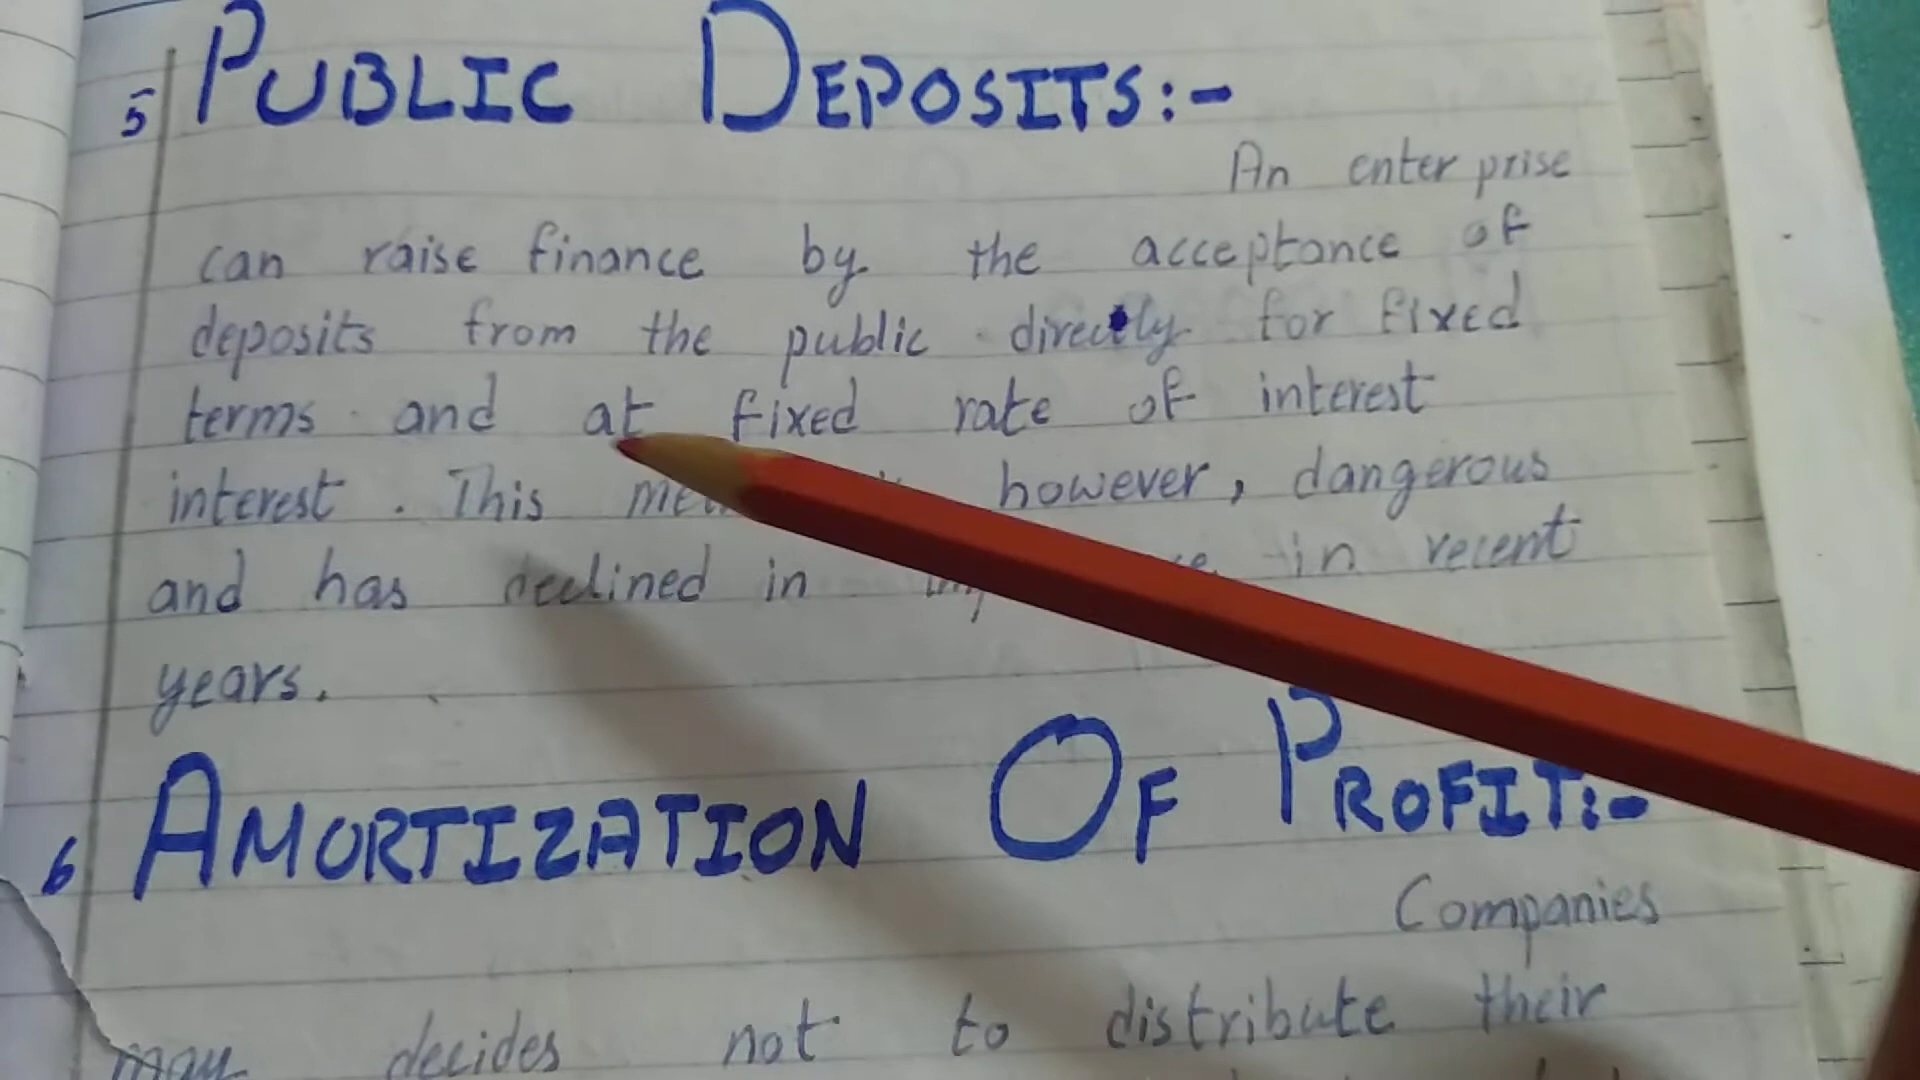 5 PUBLIC DEPOSITS:-
An enterprise
can raise finance by the acceptance of
deposits from the public directly for fixed
terms and at fixed rate of interest
interest. This however, dangerous
and has declined in in recent
years.
6 AMORTIZATION OF PROFIT:-
Companies
may decides not to distribute their